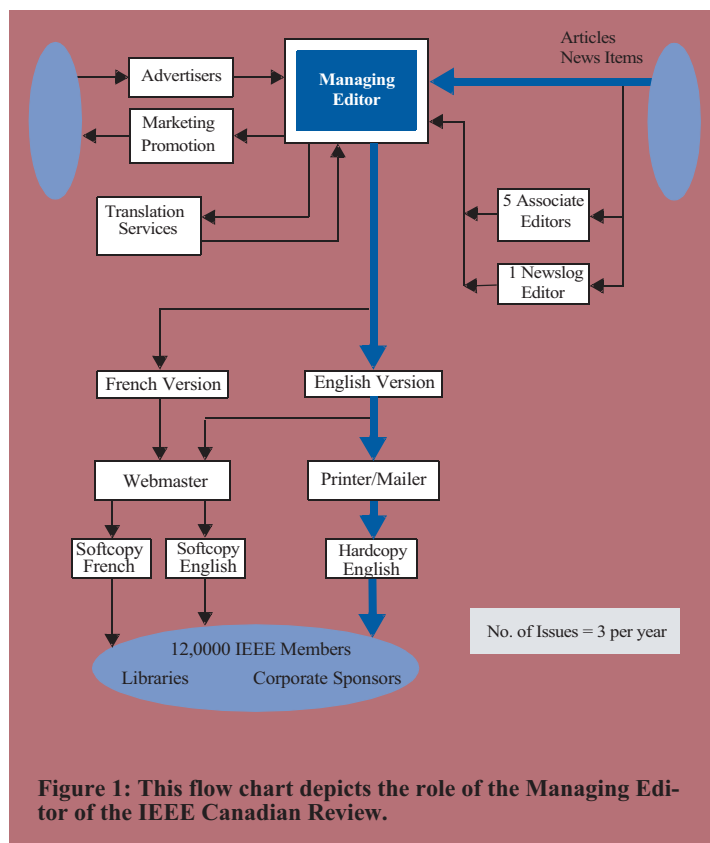 Articles
News Items
Advertisers
Managing
Editor
Marketing
Promotion
Translation
Services
5 Associate
Editors
1 Newslog
Editor
French Version
English Version
Webmaster
Printer/Mailer
Softcopy
French
Softcopy
English
Hardcopy
English
12,0000 IEEE Members
Libraries
Corporate Sponsors
No. of Issues = 3 per year
Figure 1: This flow chart depicts the role of the Managing Edi-
tor of the IEEE Canadian Review.